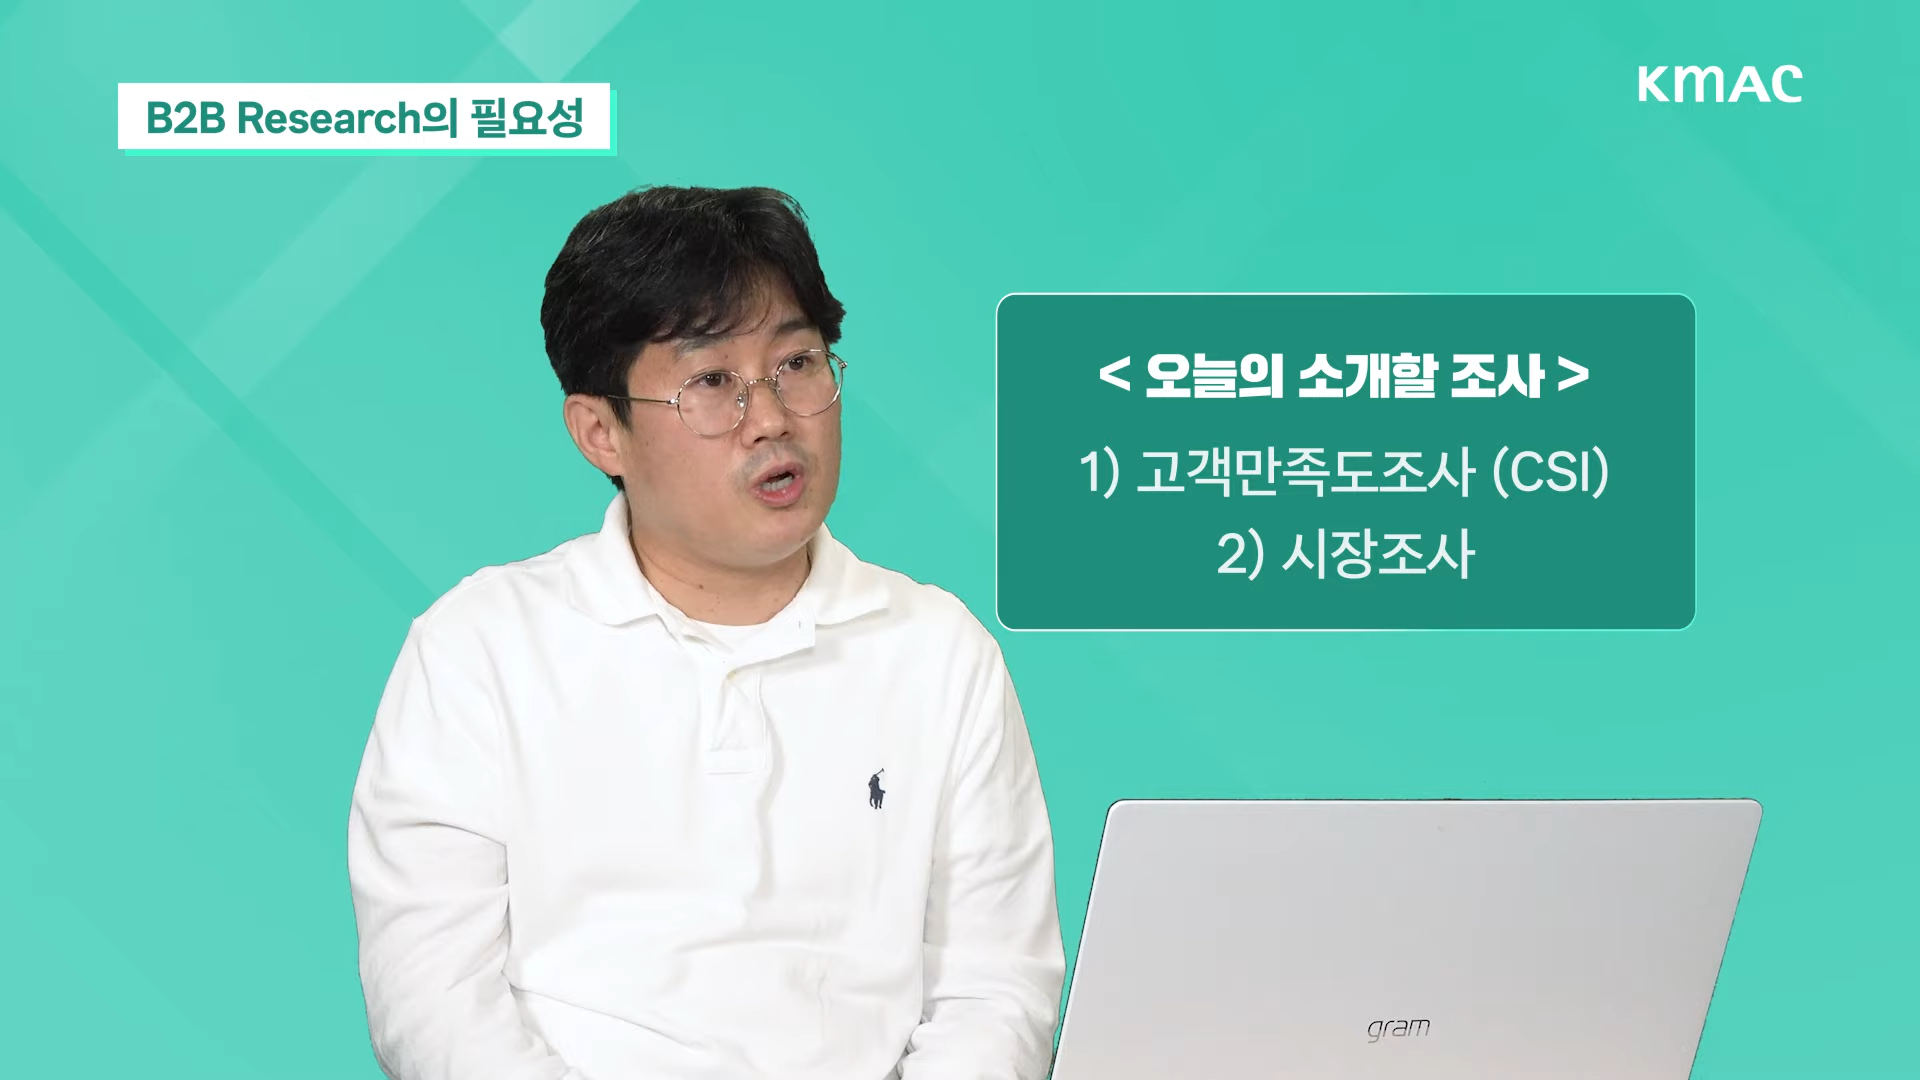 B2B Research의 필요성
KMAC
< 오늘의 소개할 조사 >
1) 고객만족도조사 (CSI)
2) 시장조사
gram